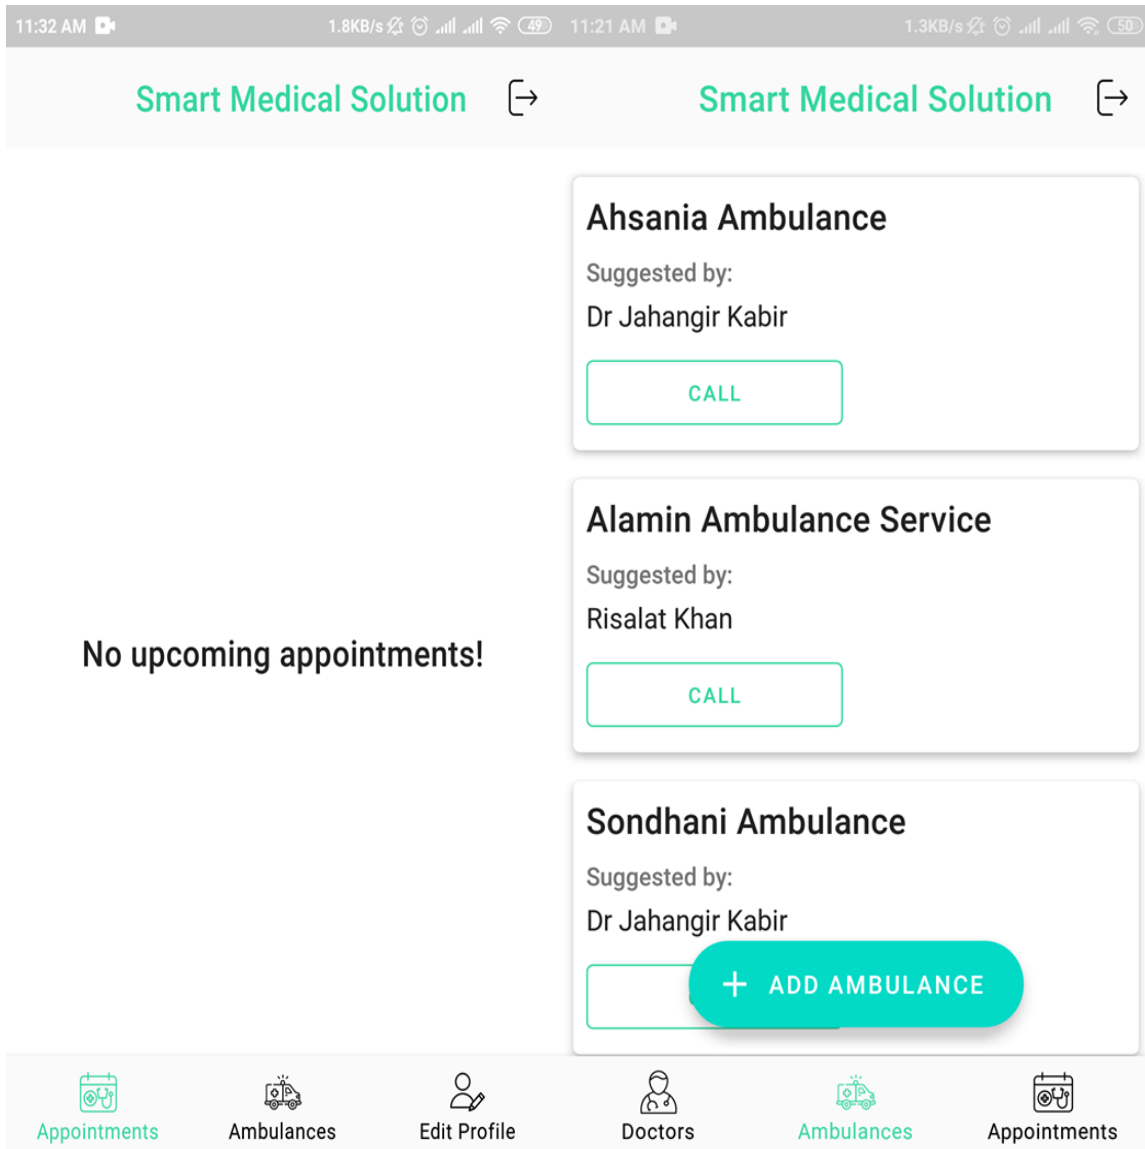 11:32 AM
1.8KB/s
49
Smart Medical Solution
No upcoming appointments!
Appointments
Ambulances
Edit Profile
11:21 AM
1.3KB/s
50
Smart Medical Solution
Ahsania Ambulance
Suggested by:
Dr Jahangir Kabir
CALL
Alamin Ambulance Service
Suggested by:
Risalat Khan
CALL
Sondhani Ambulance
Suggested by:
Dr Jahangir Kabir
+ ADD AMBULANCE
Doctors
Ambulances
Appointments